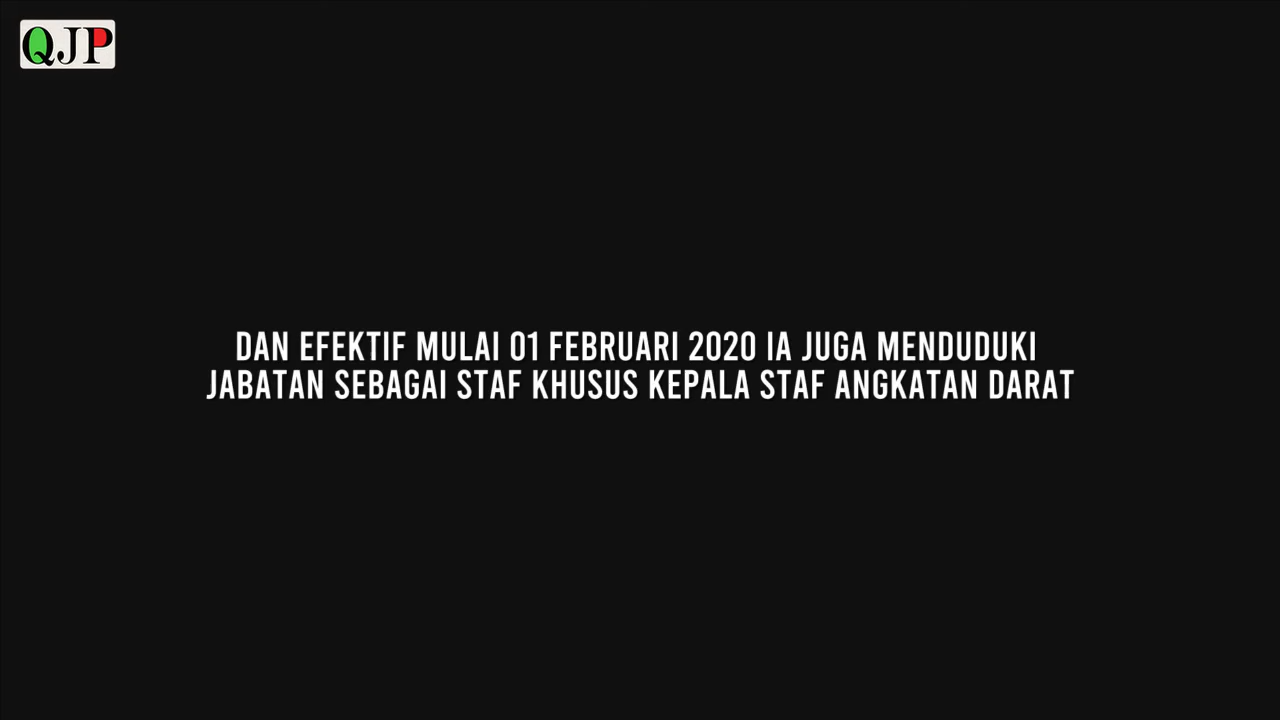 QJP
DAN EFEKTIF MULAI 01 FEBRUARI 2020 IA JUGA MENDUDUKI
JABATAN SEBAGAI STAF KHUSUS KEPALA STAF ANGKATAN DARAT